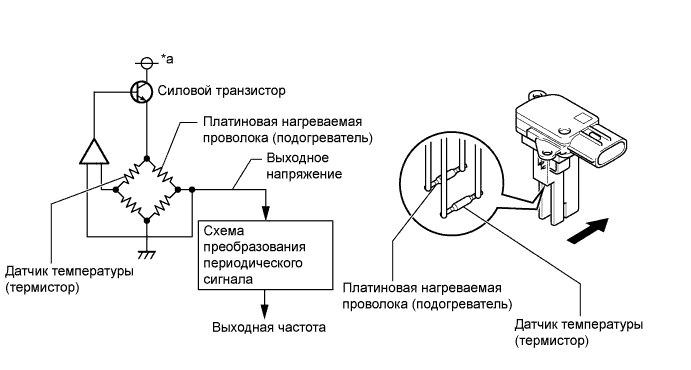 *a
Силовой транзистор
Платиновая нагреваемая
проволока (подогреватель)
Выходное
напряжение
Схема
преобразования
периодического
сигнала
Датчик температуры
(термистор)
Выходная частота
Платиновая нагреваемая
проволока (подогреватель)
Датчик температуры
(термистор)